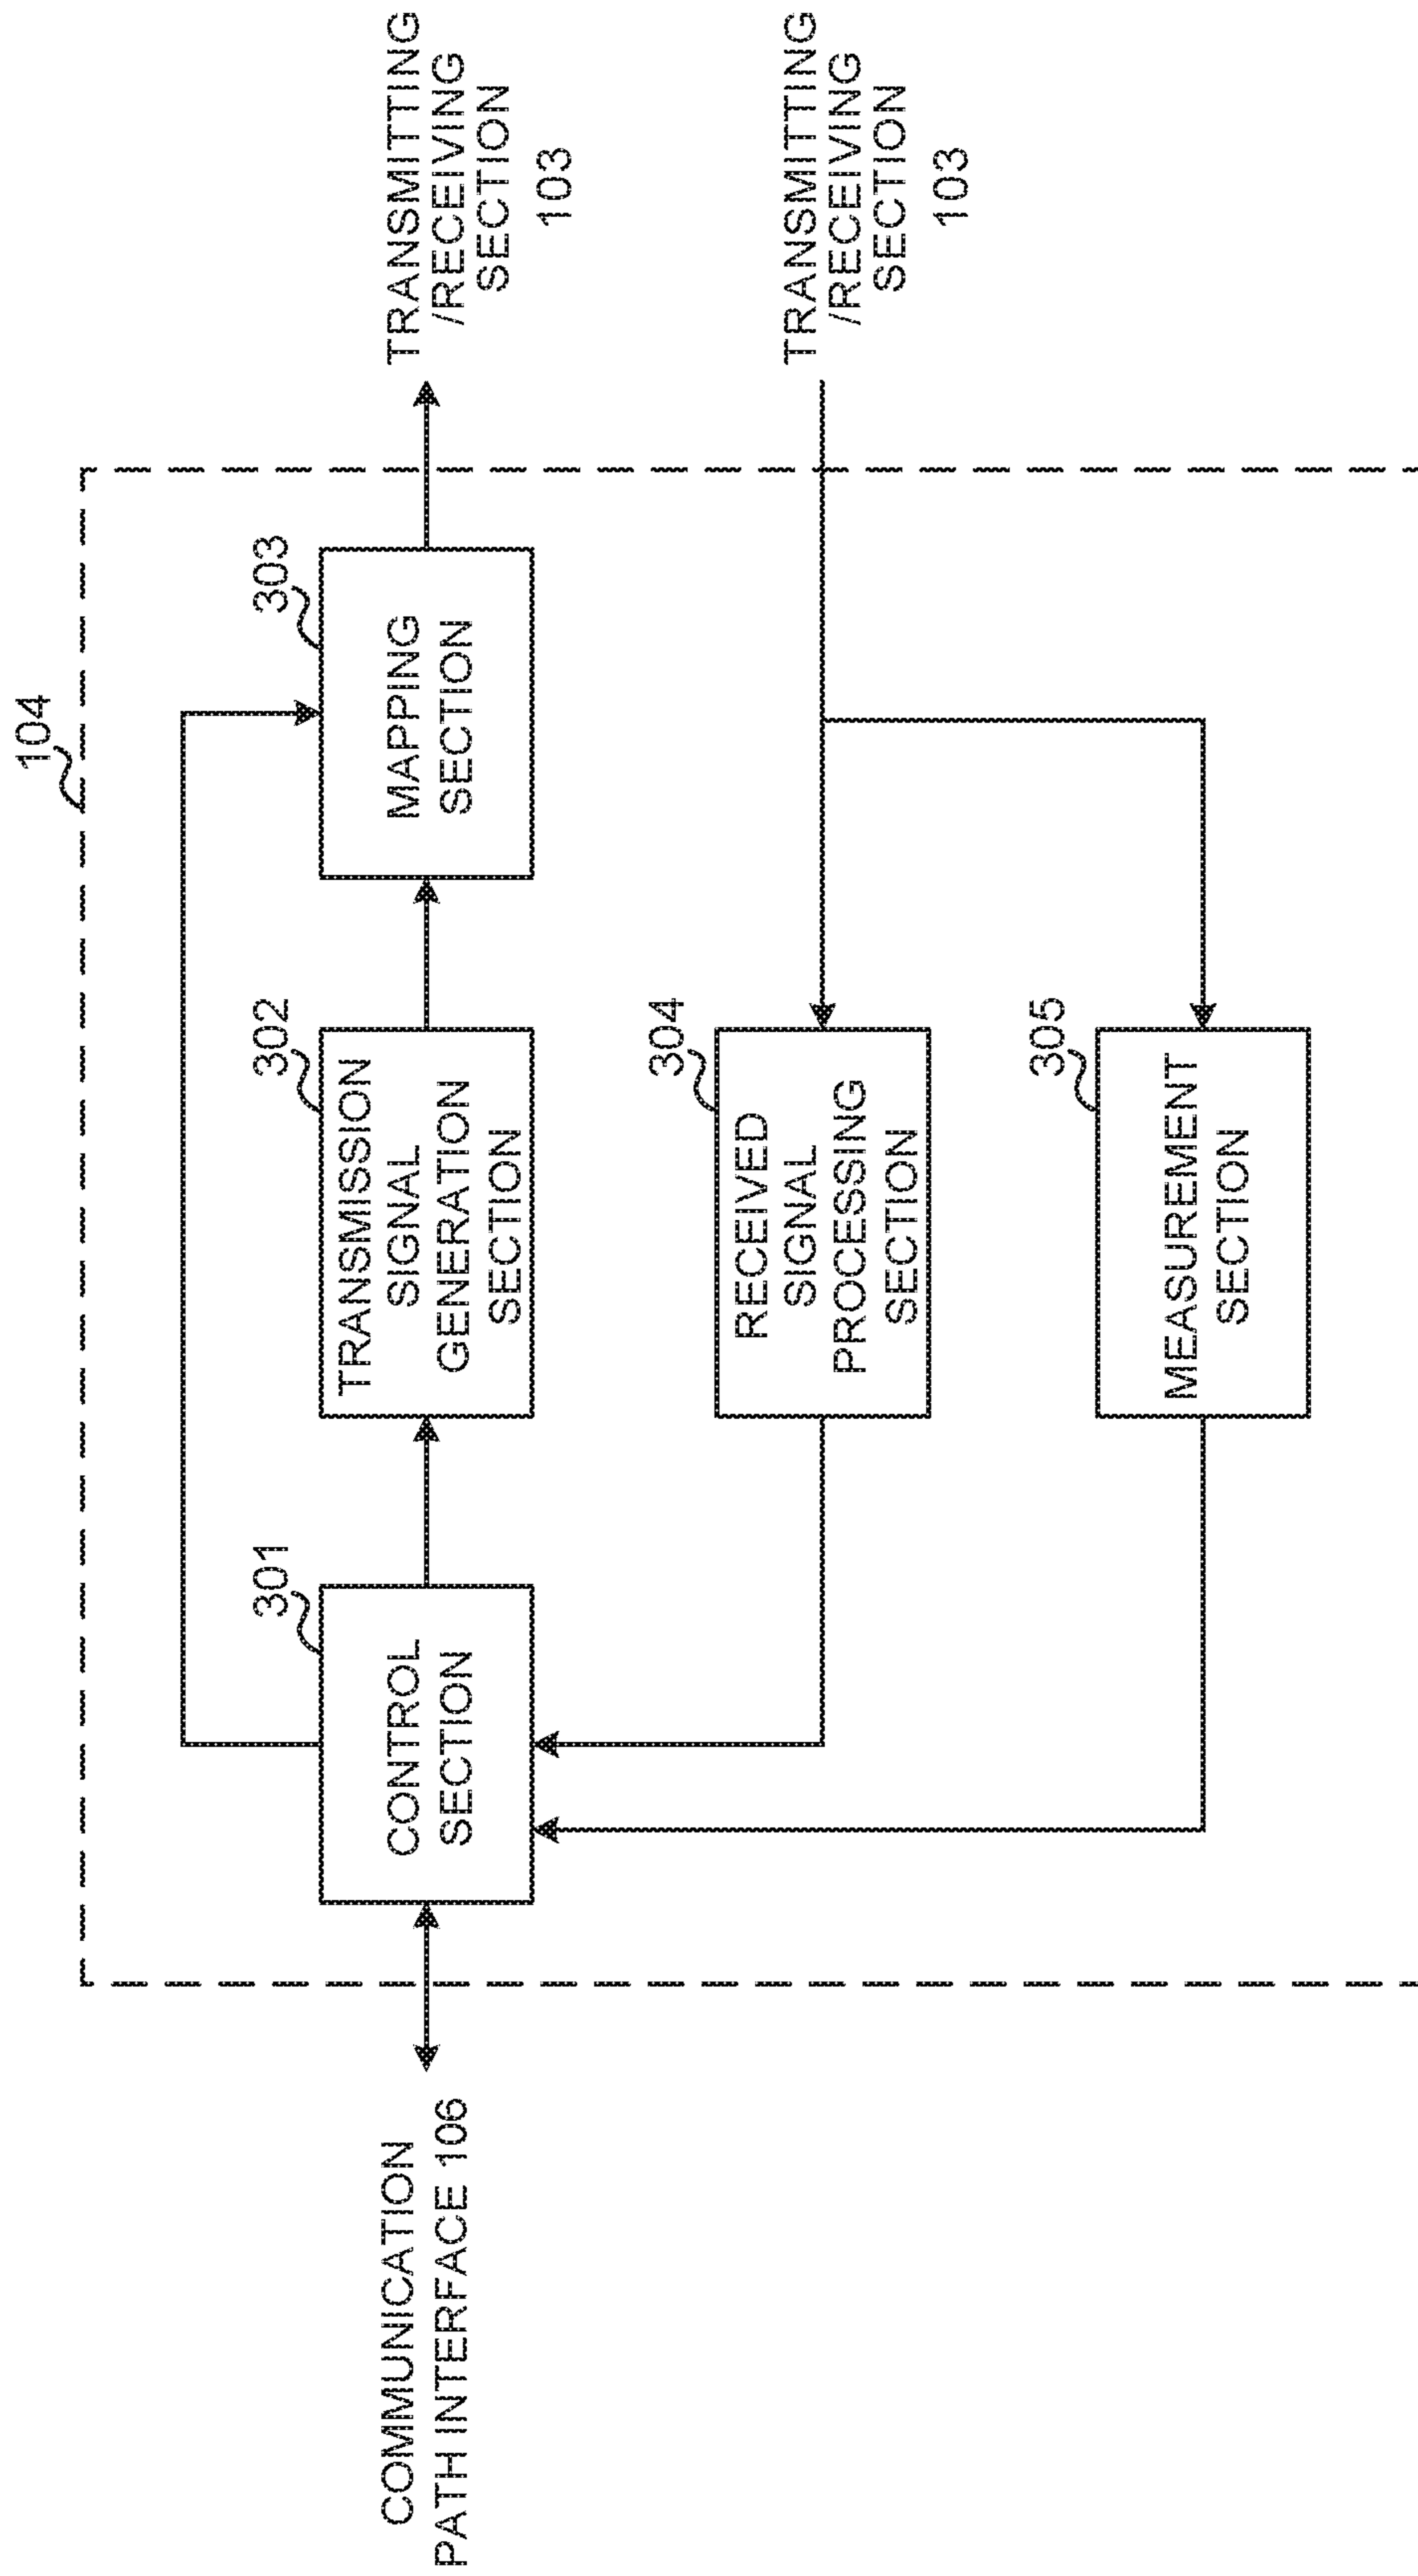 104
COMMUNICATION
PATH INTERFACE 106
301
CONTROL
SECTION
302
TRANSMISSION
SIGNAL
GENERATION
SECTION
303
MAPPING
SECTION
TRANSMITTING
/RECEIVING
SECTION
103
304
RECEIVED
SIGNAL
PROCESSING
SECTION
TRANSMITTING
/RECEIVING
SECTION
103
305
MEASUREMENT
SECTION